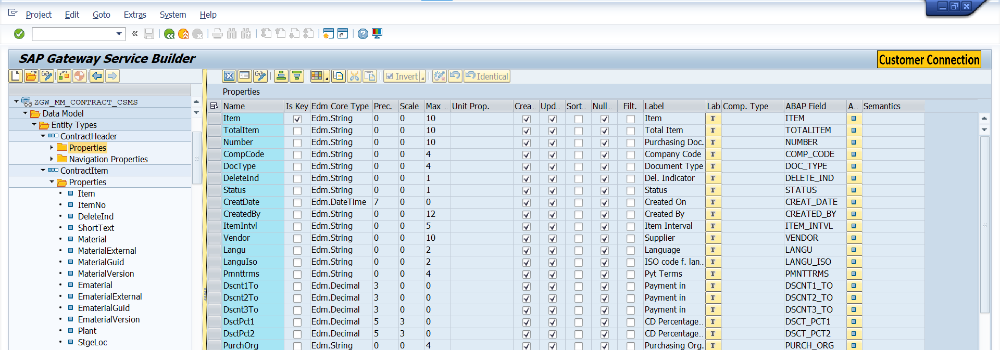 Project Edit Goto Extras System Help
SAP Gateway Service Builder
Customer Connection
Invert Identical
Properties
ZGW_MM_CONTRACT_CSMS
Data Model
Entity Types
ContractHeader
Properties
Navigation Properties
ContractItem
Properties
Item
ItemNo
DeleteInd
ShortText
Material
MaterialExternal
MaterialGuid
MaterialVersion
Ematerial
EmaterialExternal
EmaterialGuid
EmaterialVersion
Plant
StgeLoc
Name Is Key Edm Core Type Prec. Scale Max ... Unit Prop. Crea... Upd... Sort... Null... Filt. Label Lab Comp. Type ABAP Field A... Semantics
Item Edm.String 0 0 10 Item T ITEM
TotalItem Edm.String 0 0 10 Total Item T TOTALITEM
Number Edm.String 0 0 10 Purchasing Doc. T NUMBER
CompCode Edm.String 0 0 4 Company Code T COMP_CODE
DocType Edm.String 0 0 4 Document Type T DOC_TYPE
DeleteInd Edm.String 0 0 1 Del. Indicator T DELETE_IND
Status Edm.String 0 0 1 Status T STATUS
CreatDate Edm.DateTime 7 0 0 Created On T CREAT_DATE
CreatedBy Edm.String 0 0 12 Created By T CREATED_BY
ItemIntvl Edm.String 0 0 5 Item Interval T ITEM_INTVL
Vendor Edm.String 0 0 10 Supplier T VENDOR
Langu Edm.String 0 0 2 Language T LANGU
LanguIso Edm.String 0 0 2 ISO code f. lan... T LANGU_ISO
Pmnttrms Edm.String 0 0 4 Pyt Terms T PMNTTRMS
Dscnt1To Edm.Decimal 3 0 0 Payment in T DSCNT1_TO
Dscnt2To Edm.Decimal 3 0 0 Payment in T DSCNT2_TO
Dscnt3To Edm.Decimal 3 0 0 Payment in T DSCNT3_TO
DsctPct1 Edm.Decimal 5 3 0 CD Percentage... T DSCT_PCT1
DsctPct2 Edm.Decimal 5 3 0 CD Percentage... T DSCT_PCT2
PurchOrg Edm.String 0 0 4 Purchasing Org. T PURCH_ORG